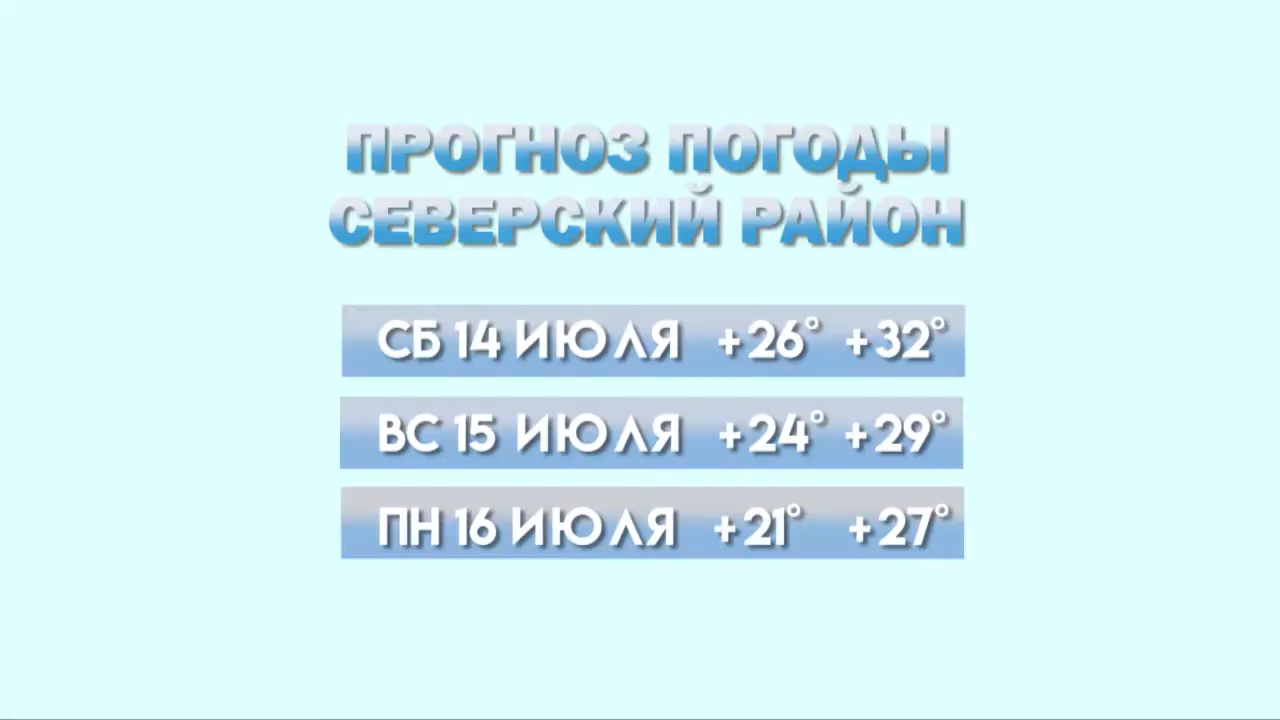 ПРОГНОЗ ПОГОДЫ
СЕВЕРСКИЙ РАЙОН
СБ 14 ИЮЛЯ +26° +32°
ВС 15 ИЮЛЯ +24° +29°
ПН 16 ИЮЛЯ +21° +27°